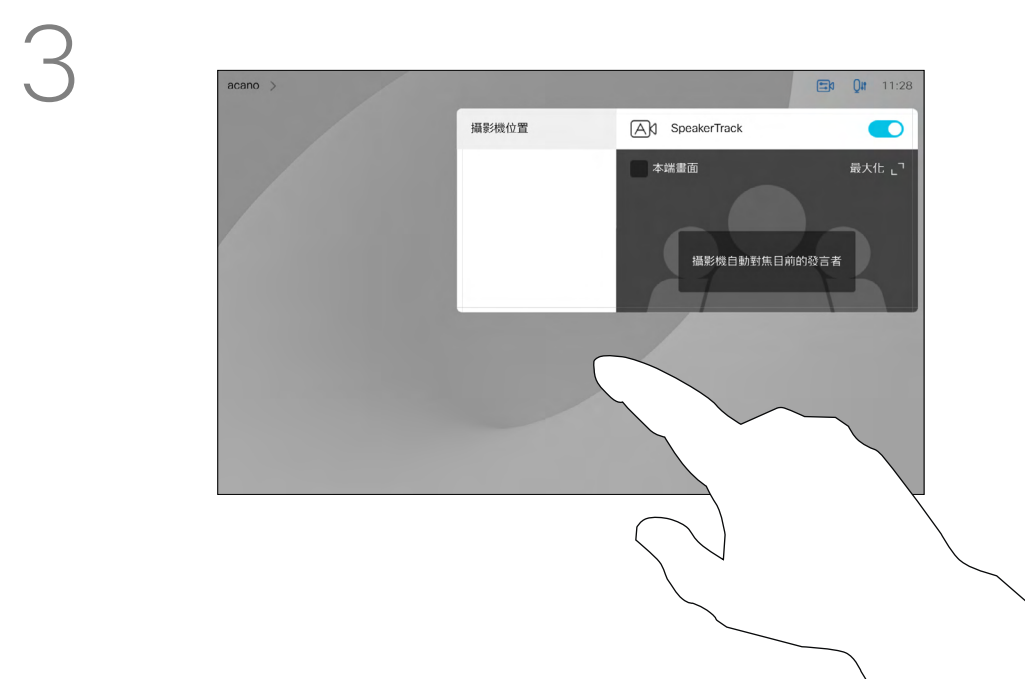 3
acano >
11:28
攝影機位置
SpeakerTrack
本端畫面
最大化
攝影機自動對焦目前的發言者